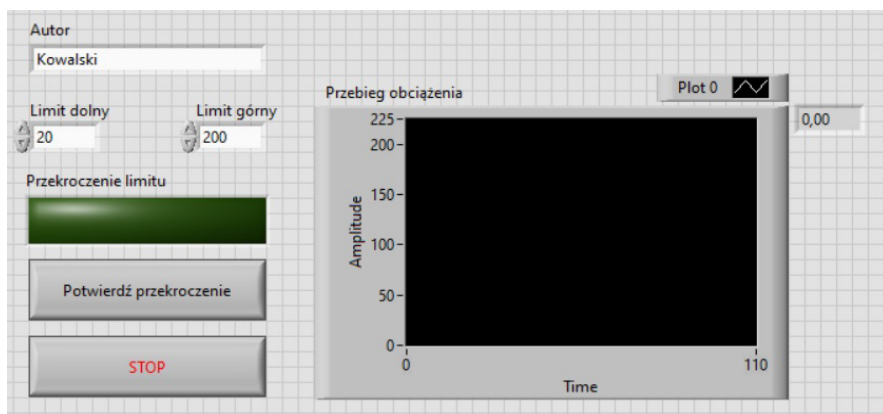 Autor
Kowalski
Limit dolny
Limit górny
20
200
Przekroczenie limitu
Potwierdź przekroczenie
STOP
Przebieg obciążenia
Plot 0
0,00
225
200
150
100
50
0
Amplitude
0
110
Time